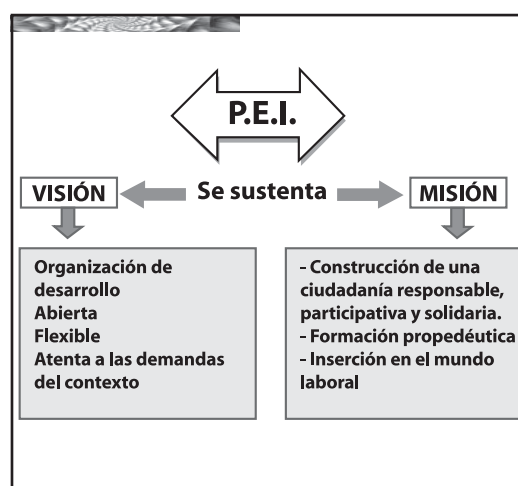 P.E.I.
VISIÓN
Se sustenta
MISIÓN
Organización de
desarrollo
Abierta
Flexible
Atenta a las demandas
del contexto
- Construcción de una
ciudadanía responsable,
participativa y solidaria.
- Formación propedéutica
- Inserción en el mundo
laboral